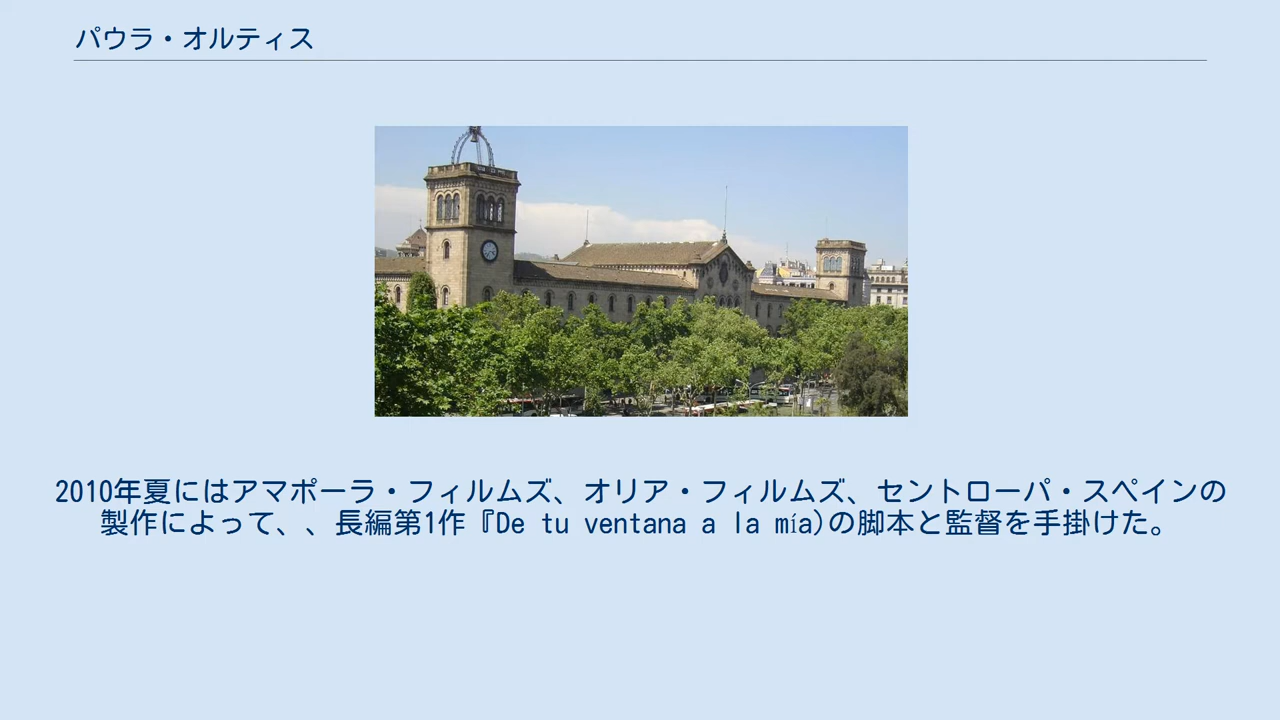 パウラ・オルティス
2010年夏にはアマポーラ・フィルムズ、オリア・フィルムズ、セントローパ・スペインの
製作によって、、長編第1作『De tu ventana a la mía)の脚本と監督を手掛けた。